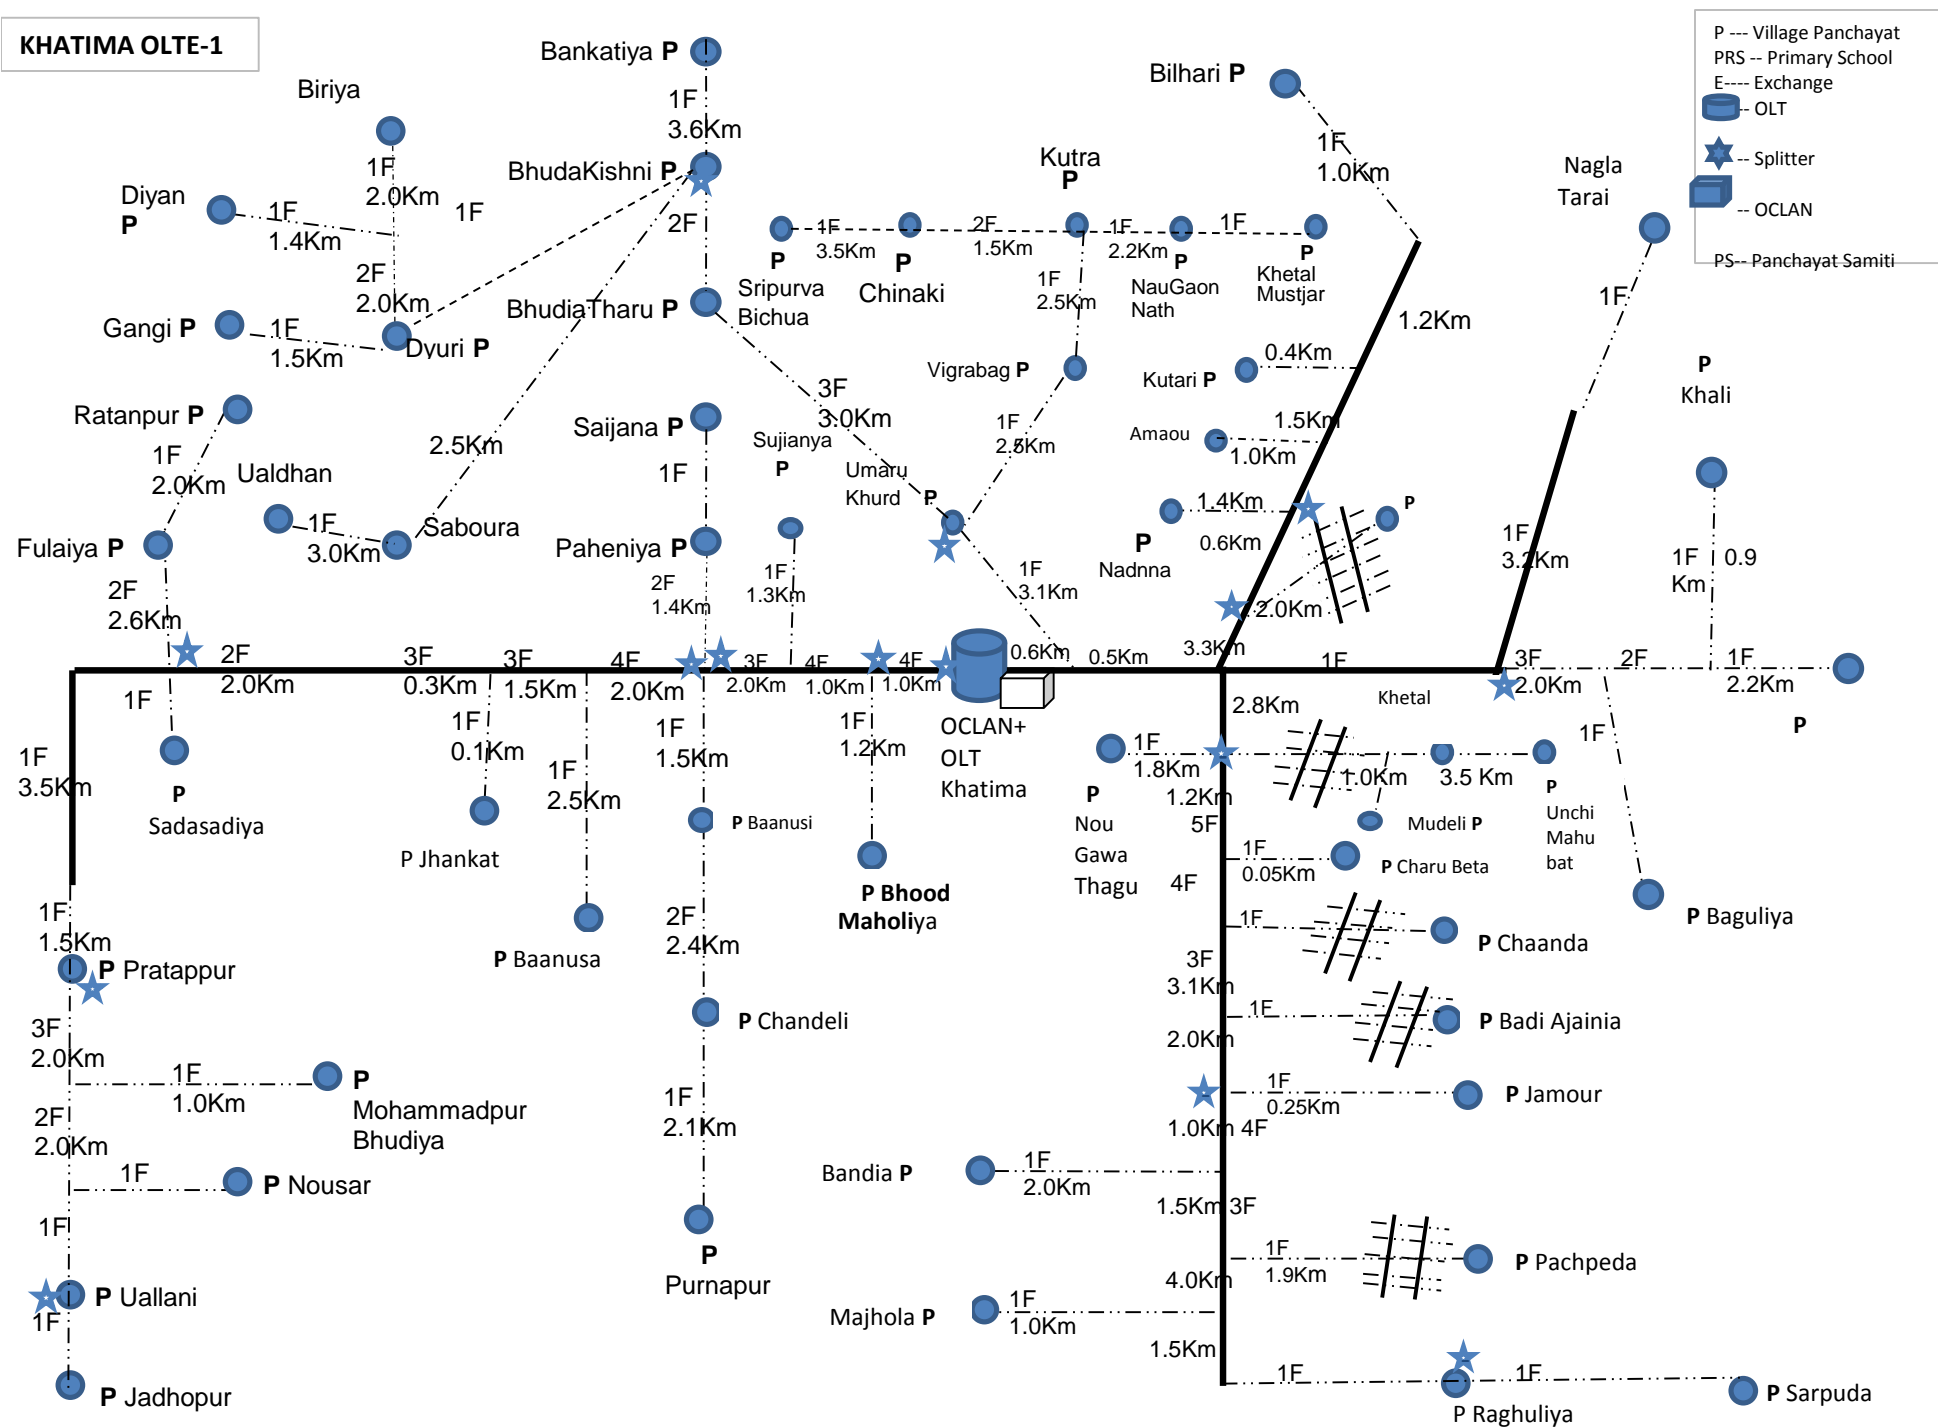 KHATIMA OLTE-1
P --- Village Panchayat
PRS -- Primary School
E---- Exchange
-- OLT
-- Splitter
-- OCLAN
PS-- Panchayat Samiti
Bankatiya P
1F
3.6Km
Biriya
1F
2.0Km
1F
BhudaKishni P
2F
Diyan
P
1F
1.4Km
2F
2.0Km
Gangi P
1F
1.5Km
Dyuri P
BhudiaTharu P
3F
3.0Km
Bilhari P
1F
1.0Km
Kutra
P
1F
3.5Km
2F
1.5Km
1F
2.2Km
1F
P
Sripurva
Bichua
P
Chinaki
1F
2.5Km
P
NauGaon
Nath
P
Khetal
Mustjar
Nagla
Tarai
1F
1.2Km
Vigrabag P
1F
2.5Km
Kutari P
0.4Km
Amaou
1.5Km
1.0Km
1.4Km
P
Nadnna
0.6Km
P
2.0Km
3.3Km
P
Khali
1F
3.2Km
1F
Km
0.9
Ratanpur P
1F
2.0Km
Ualdhan
1F
3.0Km
Saboura
2.5Km
Fulaiya P
2F
2.6Km
Saijana P
1F
Paheniya P
2F
1.4Km
Sujianya
P
1F
1.3Km
Umaru
Khurd
P
1F
3.1Km
2F
2.0Km
3F
0.3Km
3F
1.5Km
4F
2.0Km
3F
2.0Km
4F
1.0Km
4F
1.0Km
0.6Km
0.5Km
1F
3F
2.0Km
2F
1F
2.2Km
P
1F
P
Sadasadiya
1F
3.5Km
1F
0.1Km
P Jhankat
1F
2.5Km
P Baanusa
1F
1.5Km
P Baanusi
2F
2.4Km
P Chandeli
1F
2.1Km
P
Purnapur
1F
1.2Km
P Bhood
Maholiya
OCLAN+
OLT
Khatima
2.8Km
1F
1.8Km
P
Nou
Gawa
Thagu
Khetal
1.0Km
3.5 Km
Mudeli P
P
Unchi
Mahu
bat
1F
P Baguliya
1.2Km
5F
1F
0.05Km
P Charu Beta
4F
1F
P Chaanda
3F
3.1Km
1F
P Badi Ajainia
2.0Km
1F
0.25Km
P Jamour
1.0Km 4F
Bandia P
1F
2.0Km
1.5Km 3F
1F
1.9Km
P Pachpeda
4.0Km
Majhola P
1F
1.0Km
1.5Km
1F
1F
P Raghuliya
P Sarpuda
1F
1.5Km
P Pratappur
3F
2.0Km
1F
1.0Km
P
Mohammadpur
Bhudiya
2F
2.0Km
1F
P Nousar
1F
P Uallani
1F
P Jadhopur